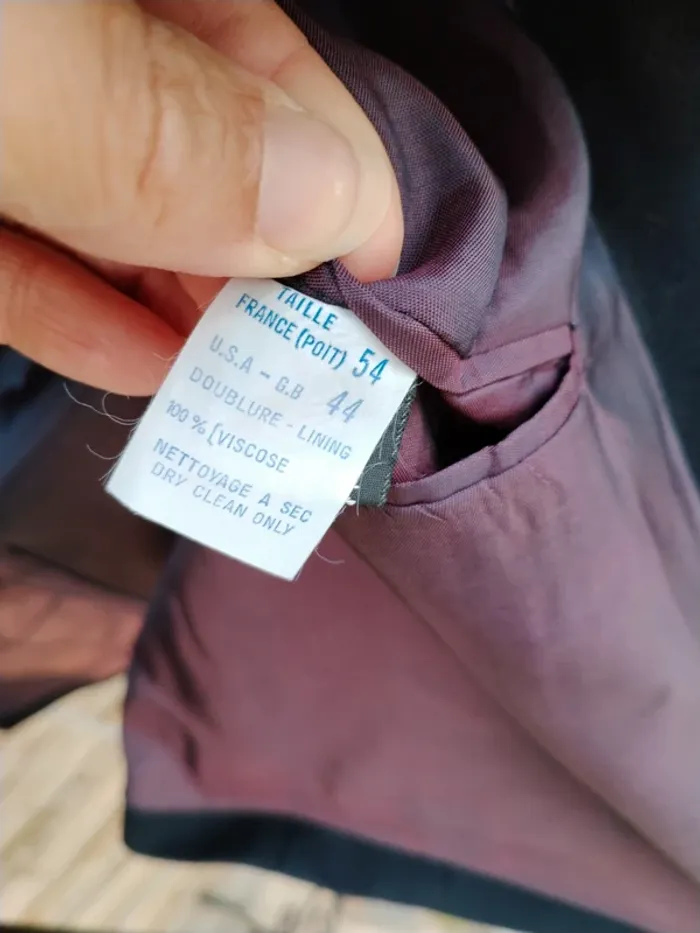 TAILLE
FRANCE (POIT) 54
U.S.A - G.B 44
DOUBLURE - LINING
100 % [VISCOSE
NETTOYAGE A SEC
DRY CLEAN ONLY